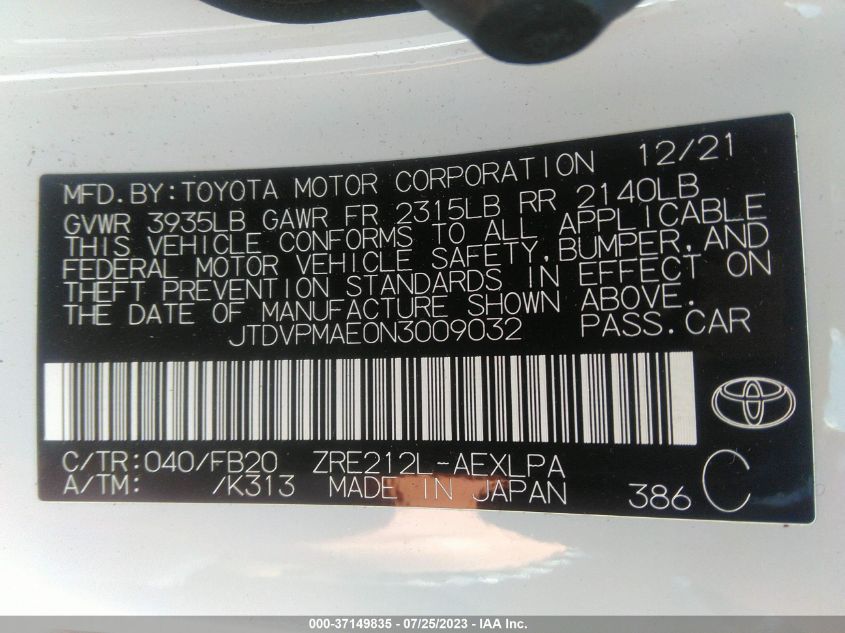 MFD. BY: TOYOTA MOTOR CORPORATION 12/21
GVWR 3935LB GAWR FR 2315LB RR 2140LB
THIS VEHICLE CONFORMS TO ALL APPLICABLE
FEDERAL MOTOR VEHICLE SAFETY, BUMPER, AND
THEFT PREVENTION STANDARDS IN EFFECT ON
THE DATE OF MANUFACTURE SHOWN ABOVE.
JTDVPMAE0N3009032 PASS. CAR
C/TR: 040/FB20 ZRE212L-AEXLPA
A/TM: /K313 MADE IN JAPAN 386 C
000-37149835 - 07/25/2023 - IAA Inc.